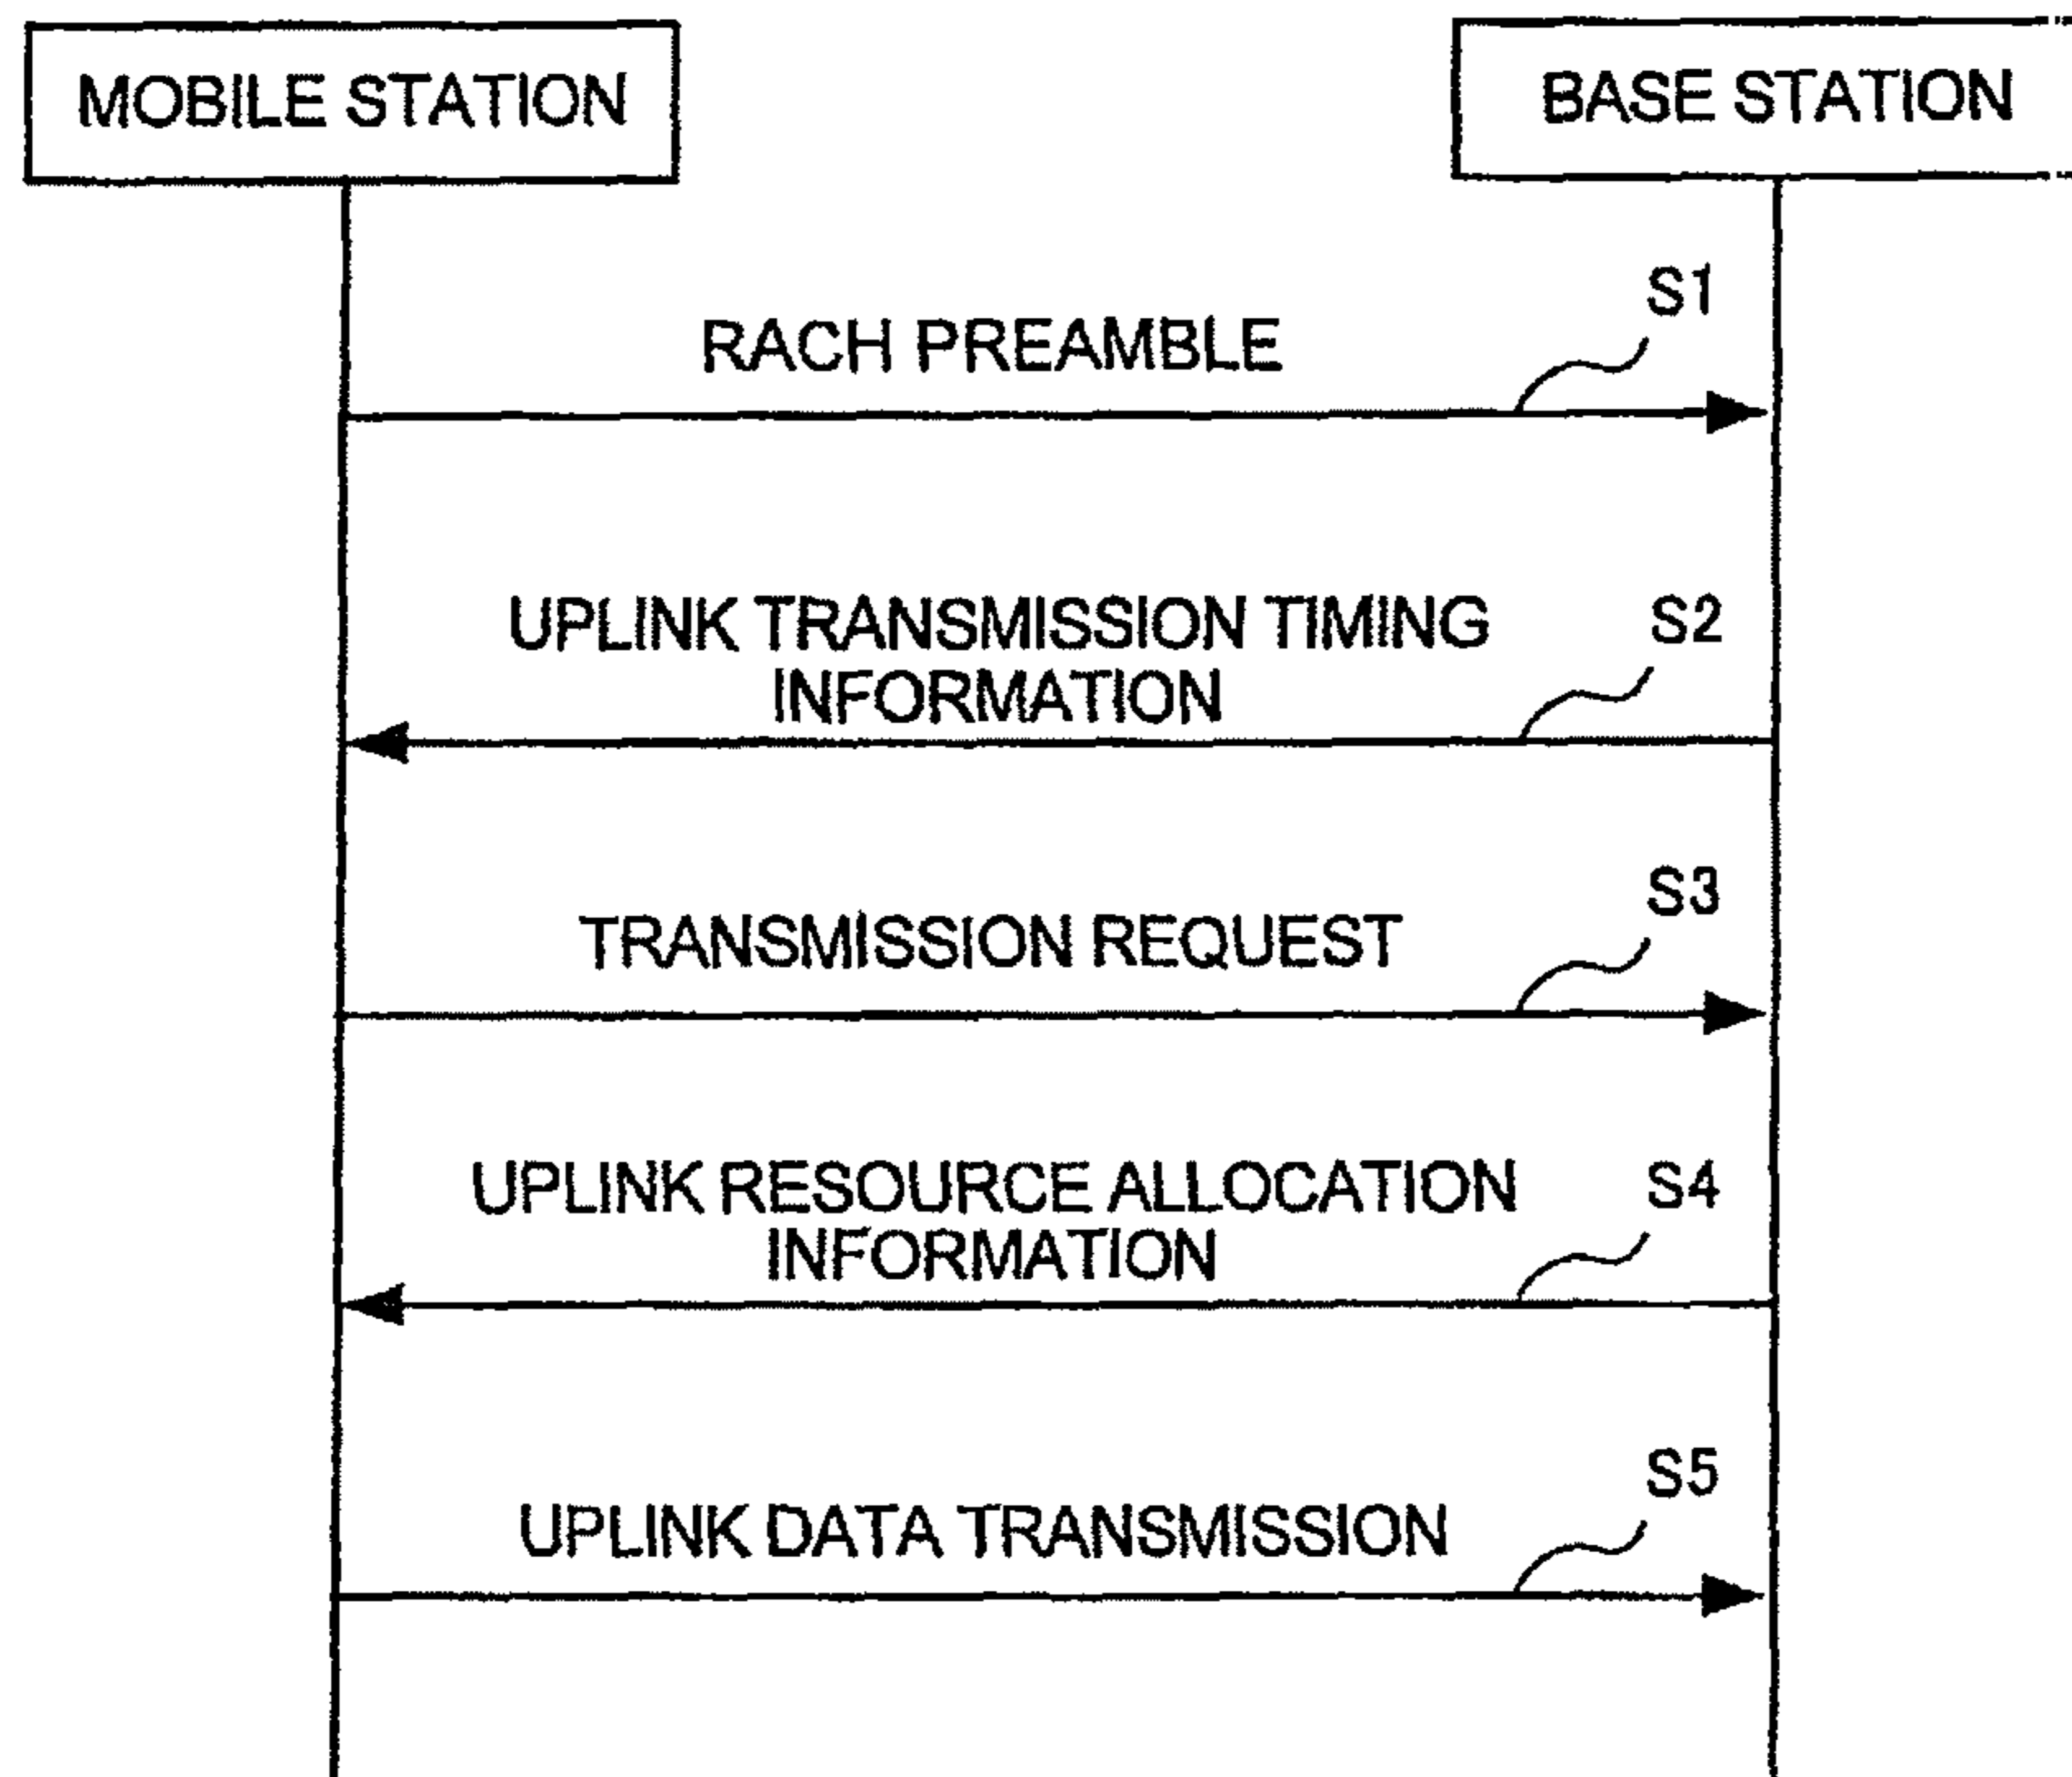 MOBILE STATION
BASE STATION
S1
RACH PREAMBLE
S2
UPLINK TRANSMISSION TIMING
INFORMATION
S3
TRANSMISSION REQUEST
S4
UPLINK RESOURCE ALLOCATION
INFORMATION
S5
UPLINK DATA TRANSMISSION